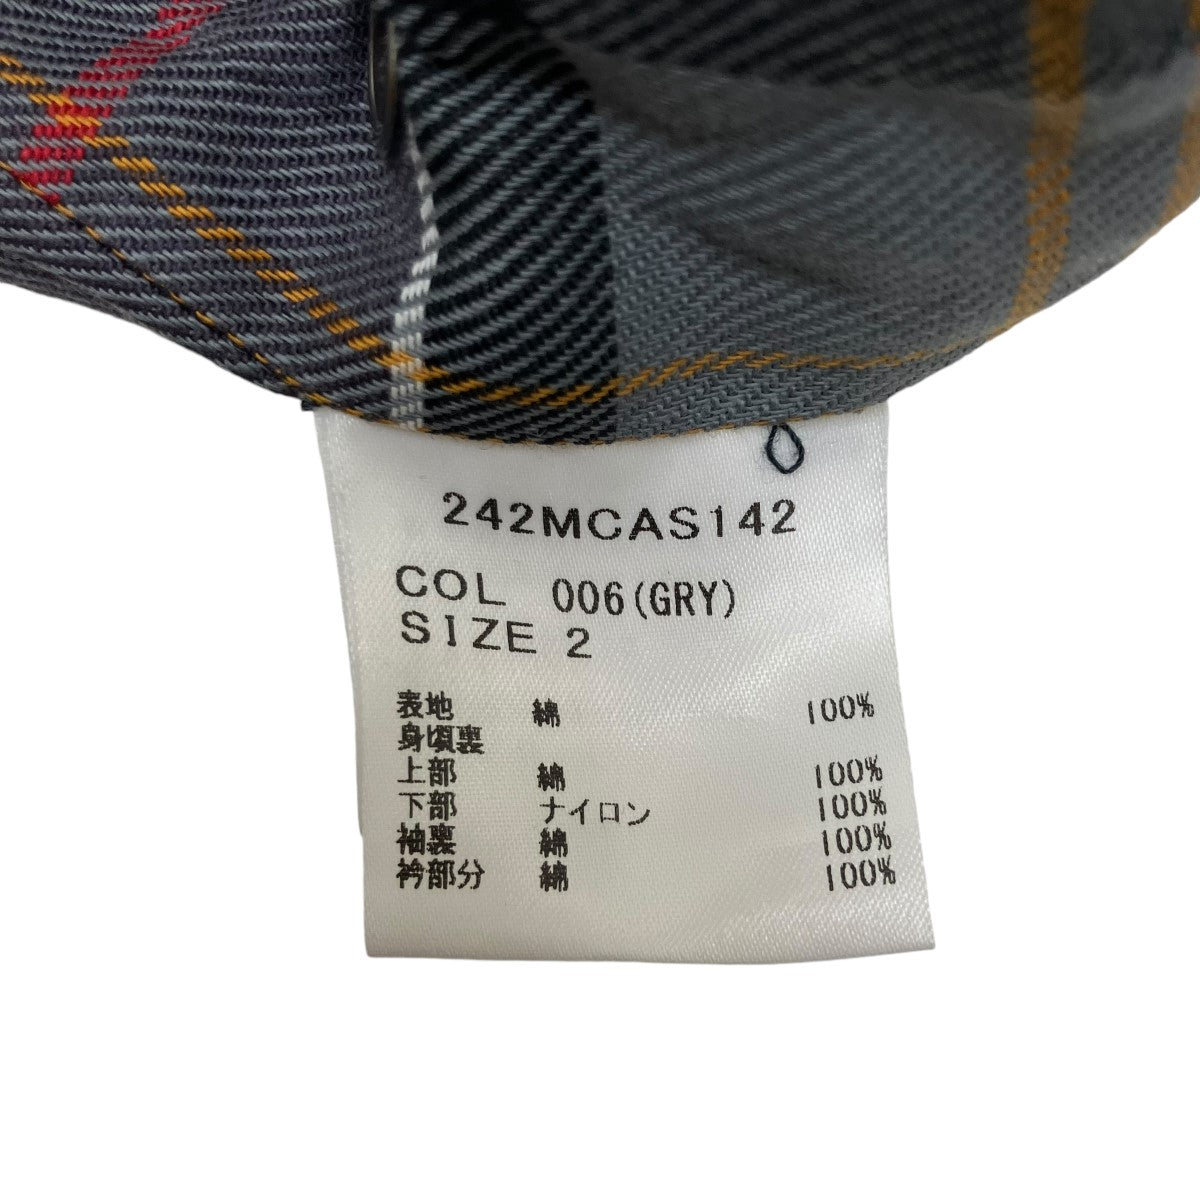 242MCAS142
COL 006(GRY)
SIZE 2
表地 綿 100%
身頃裏
上部 綿 100%
下部 ナイロン 100%
袖裏 綿 100%
衿部分 綿 100%